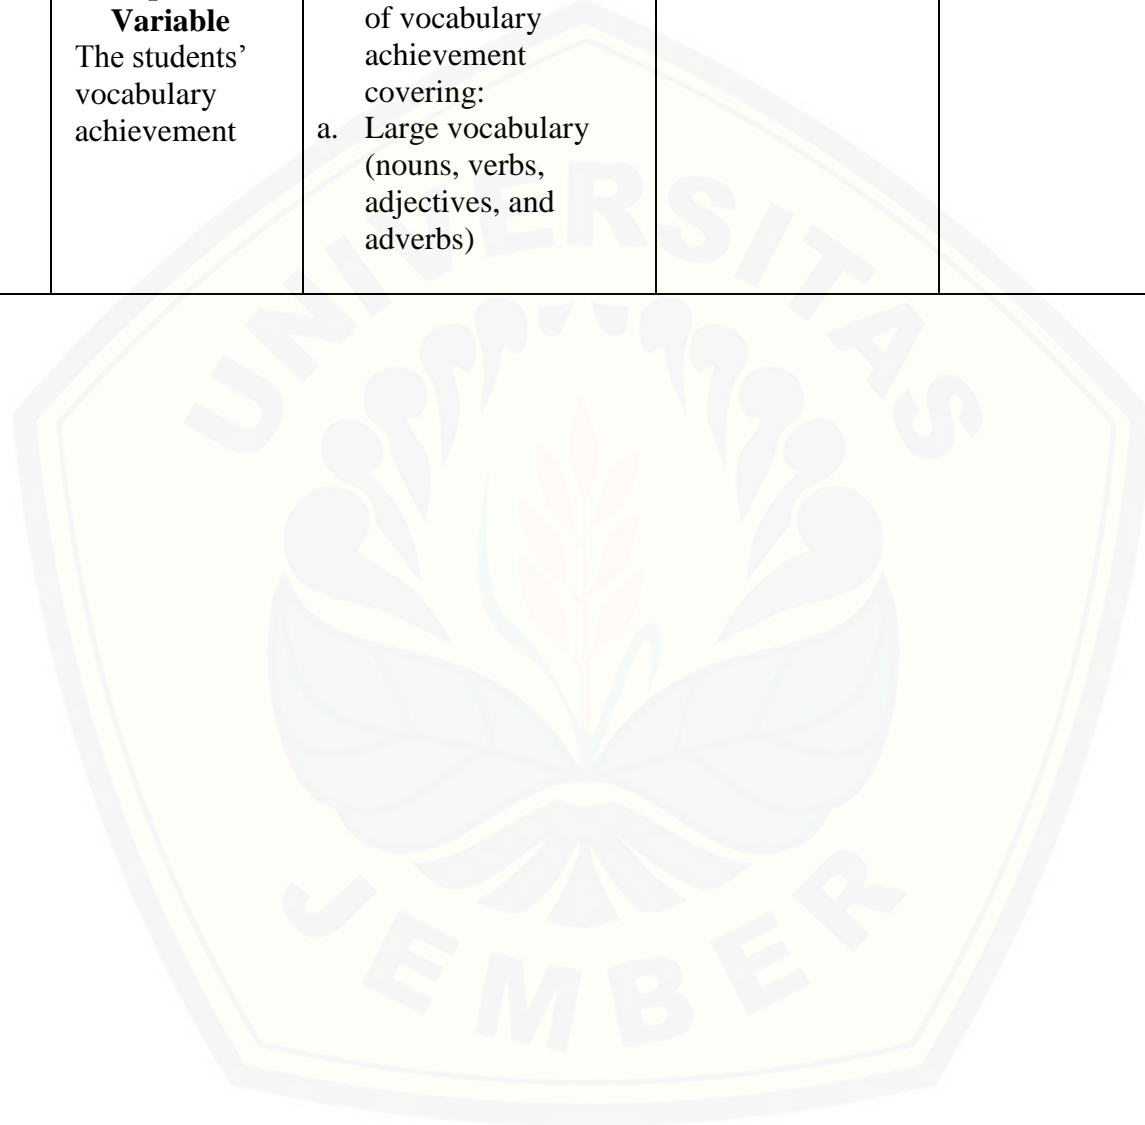 Variable
The students’
vocabulary
achievement
of vocabulary
achievement
covering:
a. Large vocabulary
(nouns, verbs,
adjectives, and
adverbs)
UNIVERSITAS
JEMBER